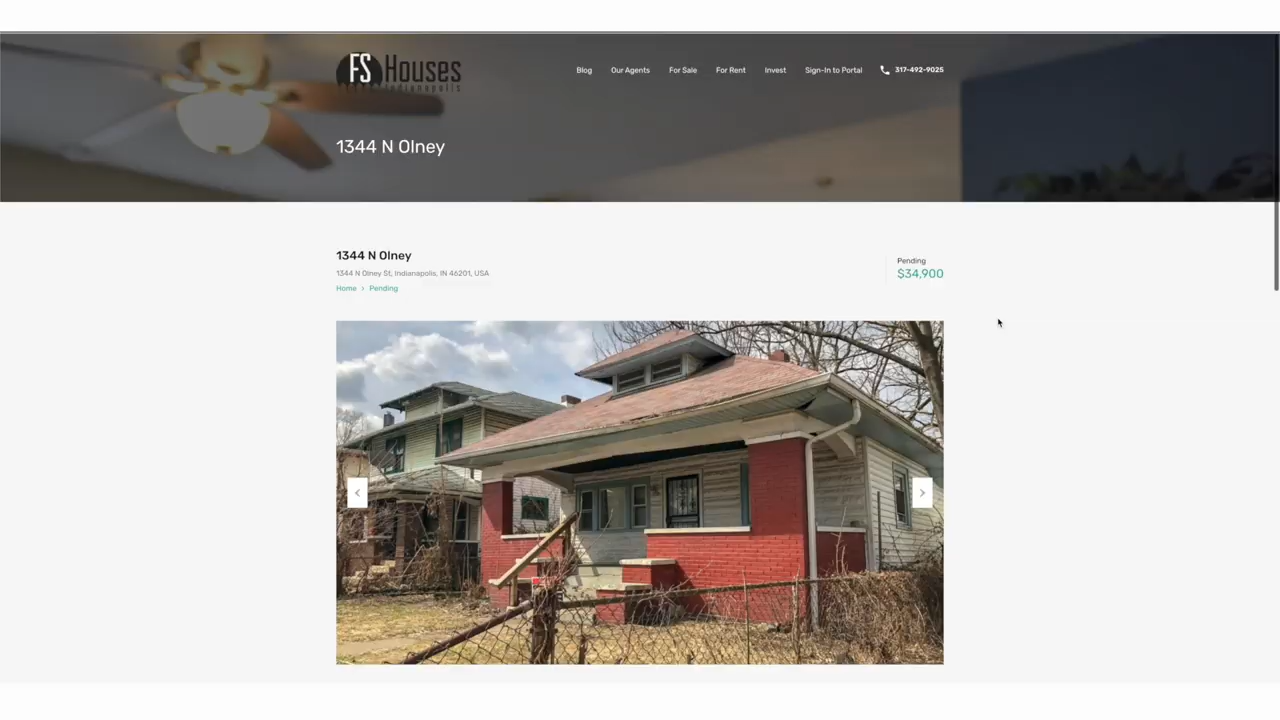 FS Houses
Indianapolis
Blog
Our Agents
For Sale
For Rent
Invest
Sign-In to Portal
317-492-9025
1344 N Olney
1344 N Olney
1344 N Olney St, Indianapolis, IN 46201, USA
Home > Pending
Pending
$34,900